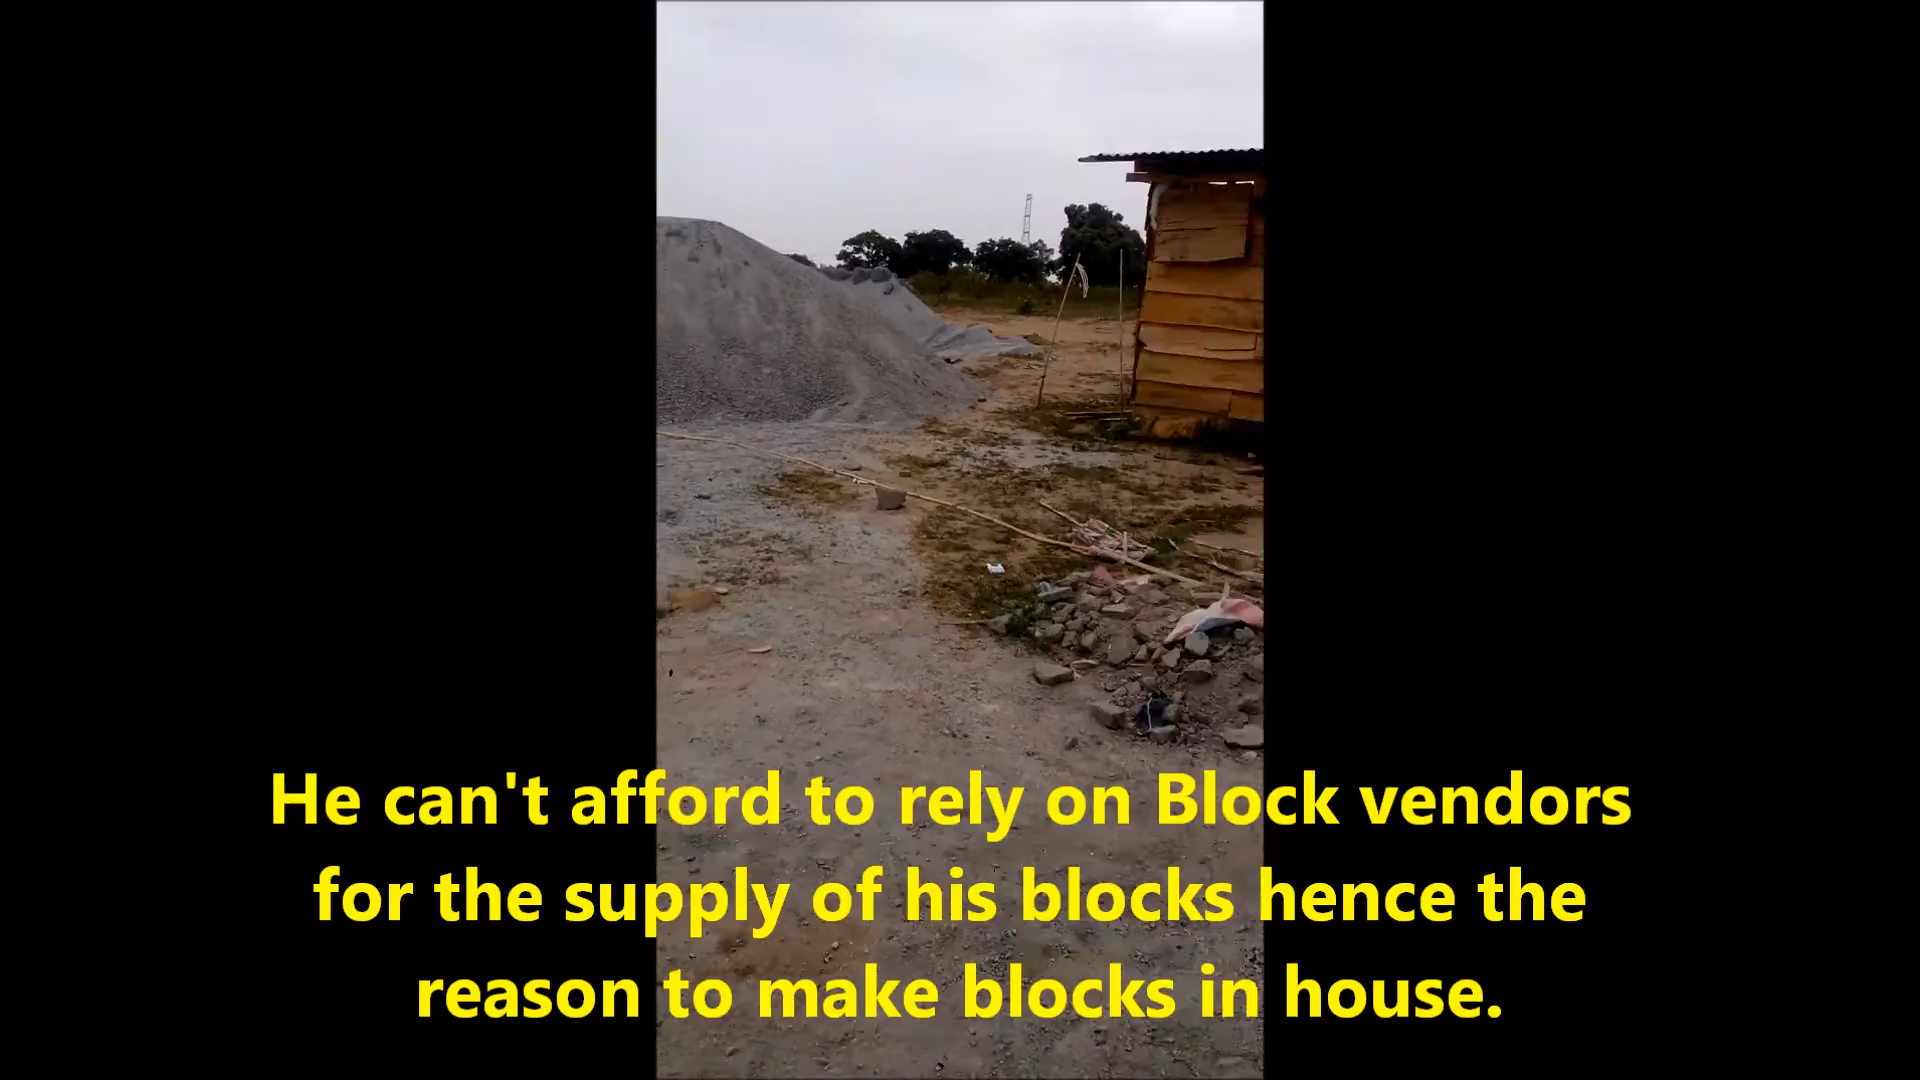 He can't afford to rely on Block vendors
for the supply of his blocks hence the
reason to make blocks in house.